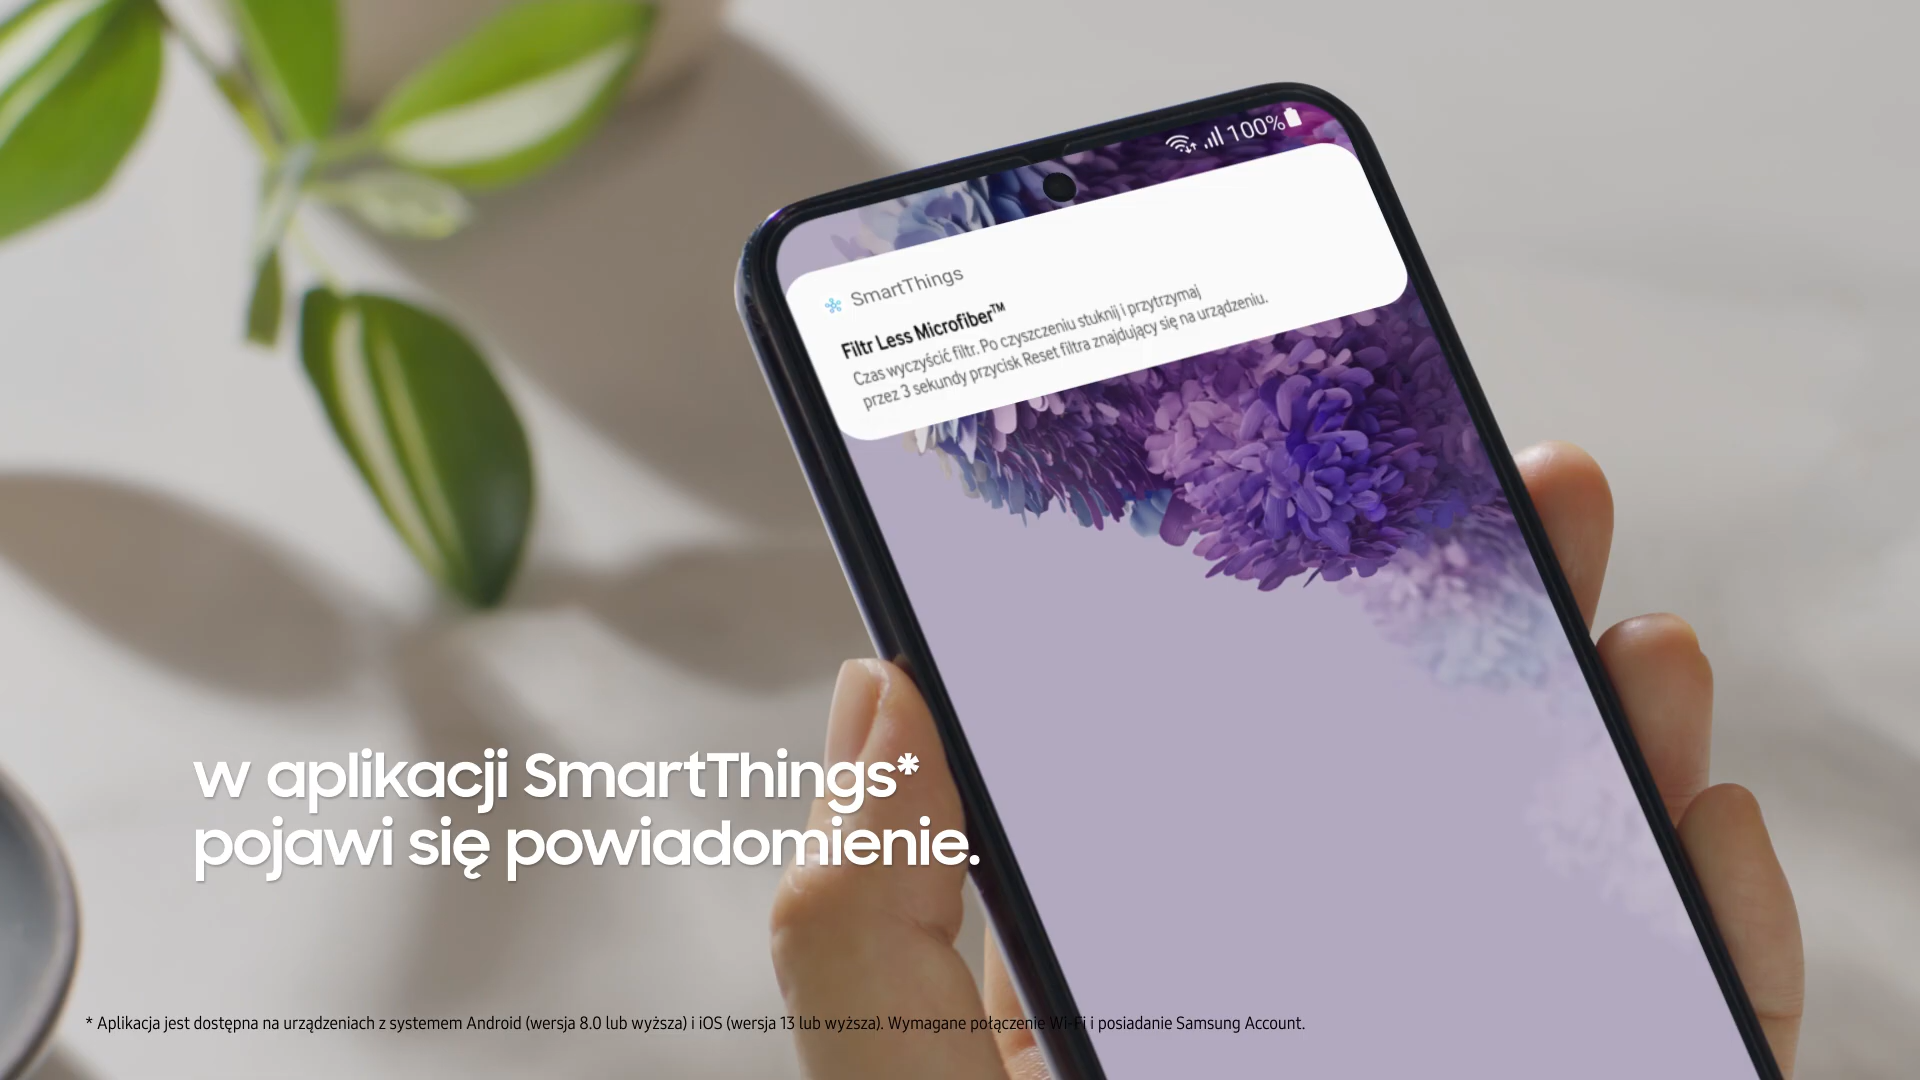 100%
SmartThings
Filtr Less Microfiber™
Czas wyczyścić filtr. Po czyszczeniu stuknij i przytrzymaj
przez 3 sekundy przycisk Reset filtra znajdujący się na urządzeniu.
w aplikacji SmartThings*
pojawi się powiadomienie.
* Aplikacja jest dostępna na urządzeniach z systemem Android (wersja 8.0 lub wyższa) i iOS (wersja 13 lub wyższa). Wymagane połączenie Wi-Fi i posiadanie Samsung Account.